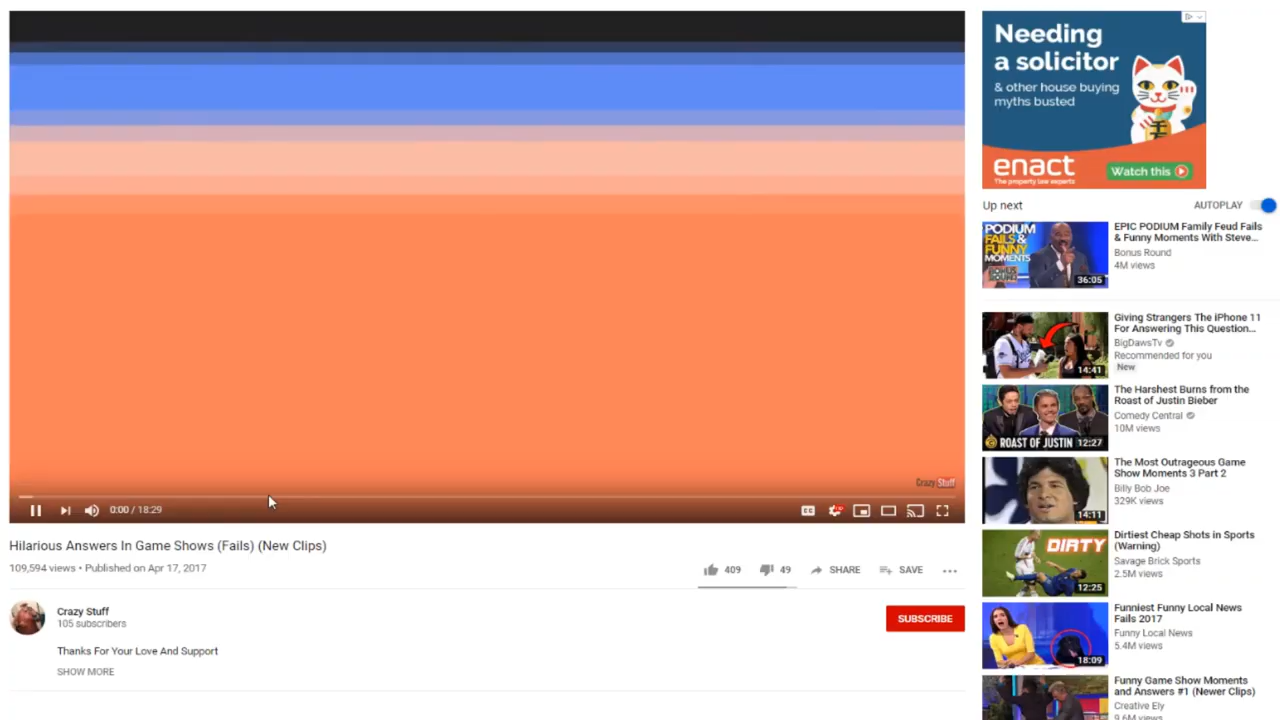 Needing
a solicitor
& other house buying
myths busted
enact
The property law experts
Watch this
Up next
AUTOPLAY
PODIUM
FAILS &
FUNNY
MOMENTS
BONUS
ROUND
36:05
EPIC PODIUM Family Feud Fails
& Funny Moments With Steve...
Bonus Round
4M views
14:41
Giving Strangers The iPhone 11
For Answering This Question...
BigDawsTv
Recommended for you
New
ROAST OF JUSTIN
12:27
The Harshest Burns from the
Roast of Justin Bieber
Comedy Central
10M views
14:11
The Most Outrageous Game
Show Moments 3 Part 2
Billy Bob Joe
329K views
DIRTY
12:25
Dirtiest Cheap Shots in Sports
(Warning)
Savage Brick Sports
2.5M views
18:09
Funniest Funny Local News
Fails 2017
Funny Local News
5.4M views
Funny Game Show Moments
and Answers #1 (Newer Clips)
Creative Ely
9.6M views
Crazy Stuff
0:00 / 18:29
CC
Hilarious Answers In Game Shows (Fails) (New Clips)
109,594 views • Published on Apr 17, 2017
409
49
SHARE
SAVE
Crazy Stuff
105 subscribers
SUBSCRIBE
Thanks For Your Love And Support
SHOW MORE